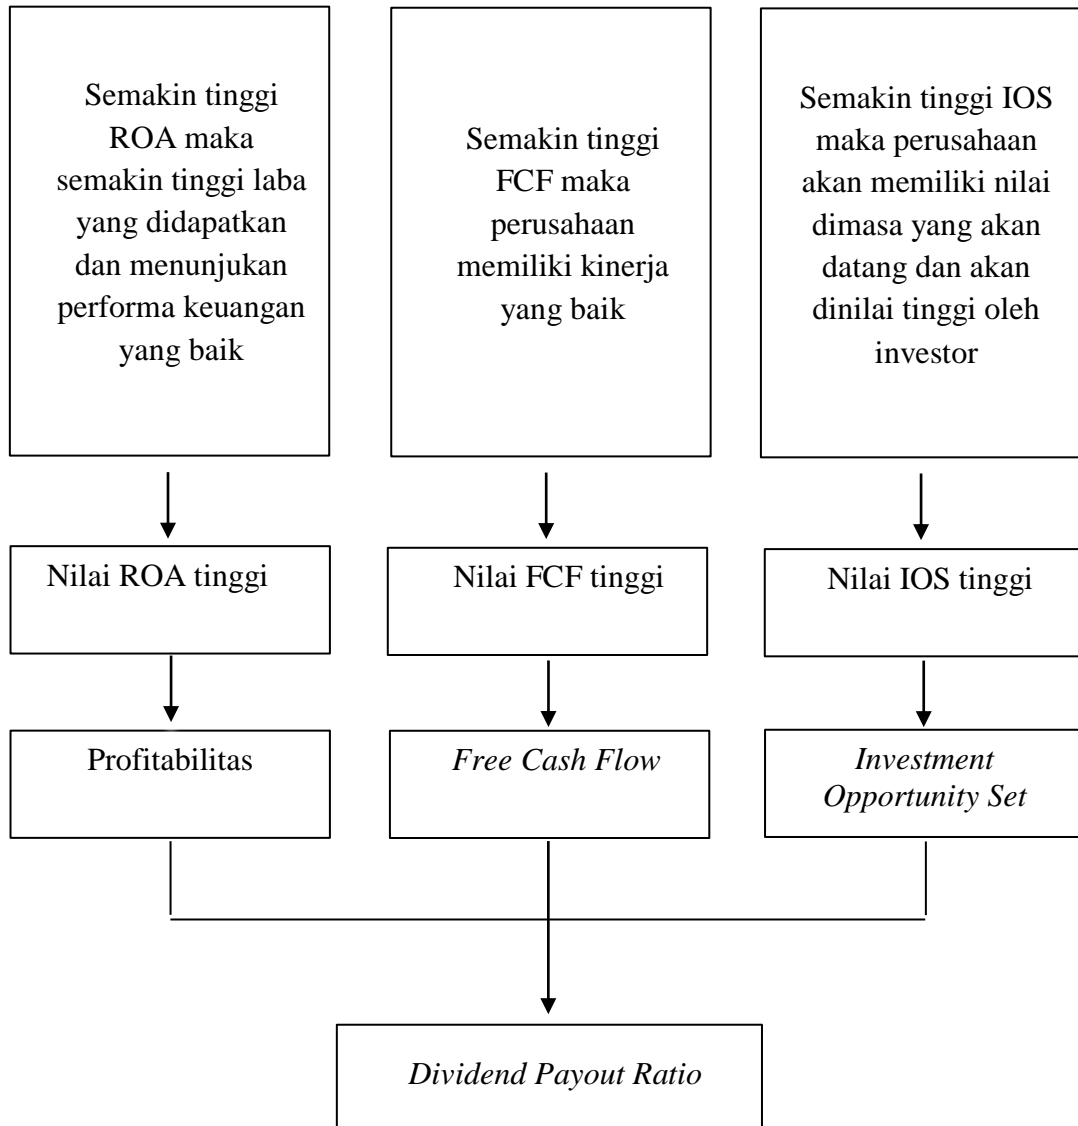 Semakin tinggi
ROA maka
semakin tinggi laba
yang didapatkan
dan menunjukan
performa keuangan
yang baik
Semakin tinggi
FCF maka
perusahaan
memiliki kinerja
yang baik
Semakin tinggi IOS
maka perusahaan
akan memiliki nilai
dimasa yang akan
datang dan akan
dinilai tinggi oleh
investor
Nilai ROA tinggi
Nilai FCF tinggi
Nilai IOS tinggi
Profitabilitas
Free Cash Flow
Investment
Opportunity Set
Dividend Payout Ratio